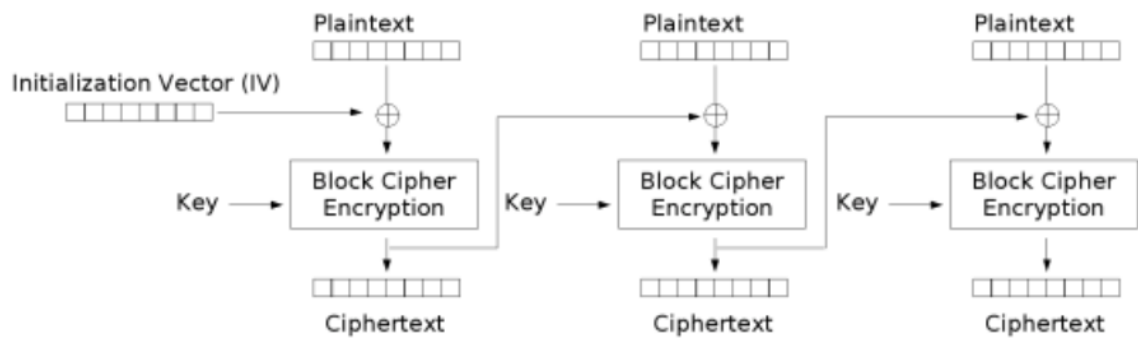 Plaintext
Plaintext
Plaintext
Initialization Vector (IV)
Key
Block Cipher
Encryption
Key
Block Cipher
Encryption
Key
Block Cipher
Encryption
Ciphertext
Ciphertext
Ciphertext